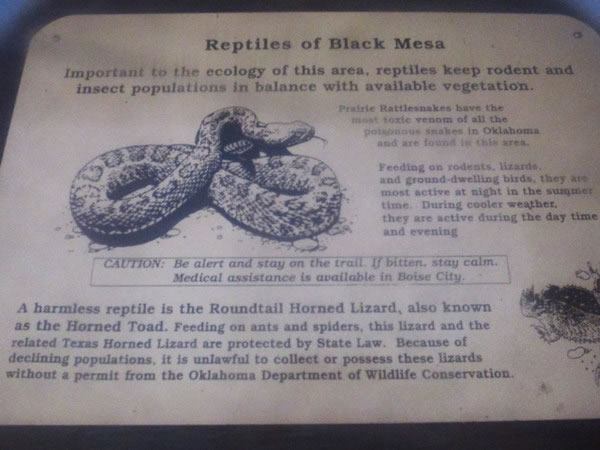 Reptiles of Black Mesa
Important to the ecology of this area, reptiles keep rodent and
insect populations in balance with available vegetation.
Prairie Rattlesnakes have the
most toxic venom of all the
poisonous snakes in Oklahoma
and are found in this area.
Feeding on rodents, lizards,
and ground-dwelling birds, they are
most active at night in the summer
time. During cooler weather,
they are active during the day time
and evening
CAUTION: Be alert and stay on the trail. If bitten, stay calm.
Medical assistance is available in Boise City.
A harmless reptile is the Roundtail Horned Lizard, also known
as the Horned Toad. Feeding on ants and spiders, this lizard and the
related Texas Horned Lizard are protected by State Law. Because of
declining populations, it is unlawful to collect or possess these lizards
without a permit from the Oklahoma Department of Wildlife Conservation.